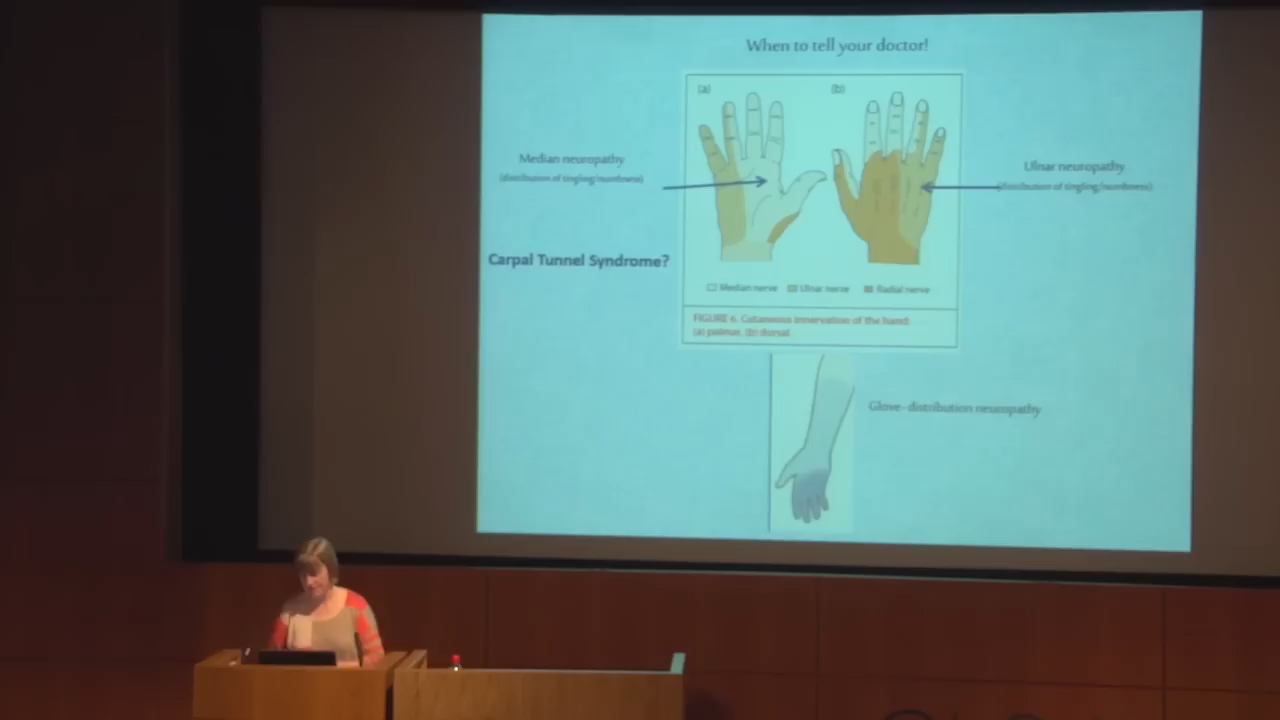 When to tell your doctor!
(a)
(b)
Median neuropathy
(distribution of tingling/numbness)
Ulnar neuropathy
(distribution of tingling/numbness)
Carpal Tunnel Syndrome?
Median nerve
Ulnar nerve
Radial nerve
FIGURE 6. Cutaneous innervation of the hand:
(a) palmar, (b) dorsal.
Glove-distribution neuropathy